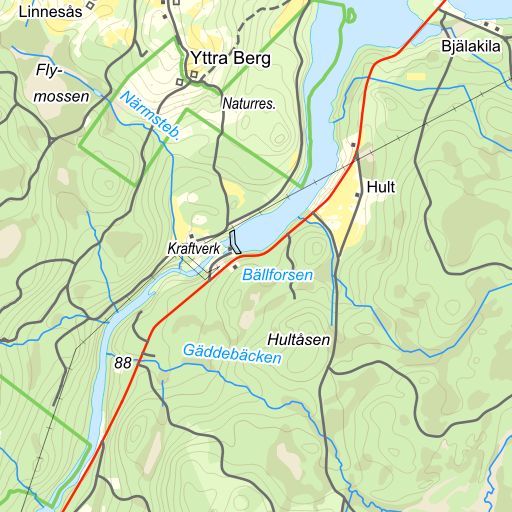 Linnesås
Bjälakila
Yttra Berg
Fly-
mossen
Närmsteb.
Naturres.
Hult
Kraftverk
Bällforsen
Hultåsen
Gäddebäcken
88